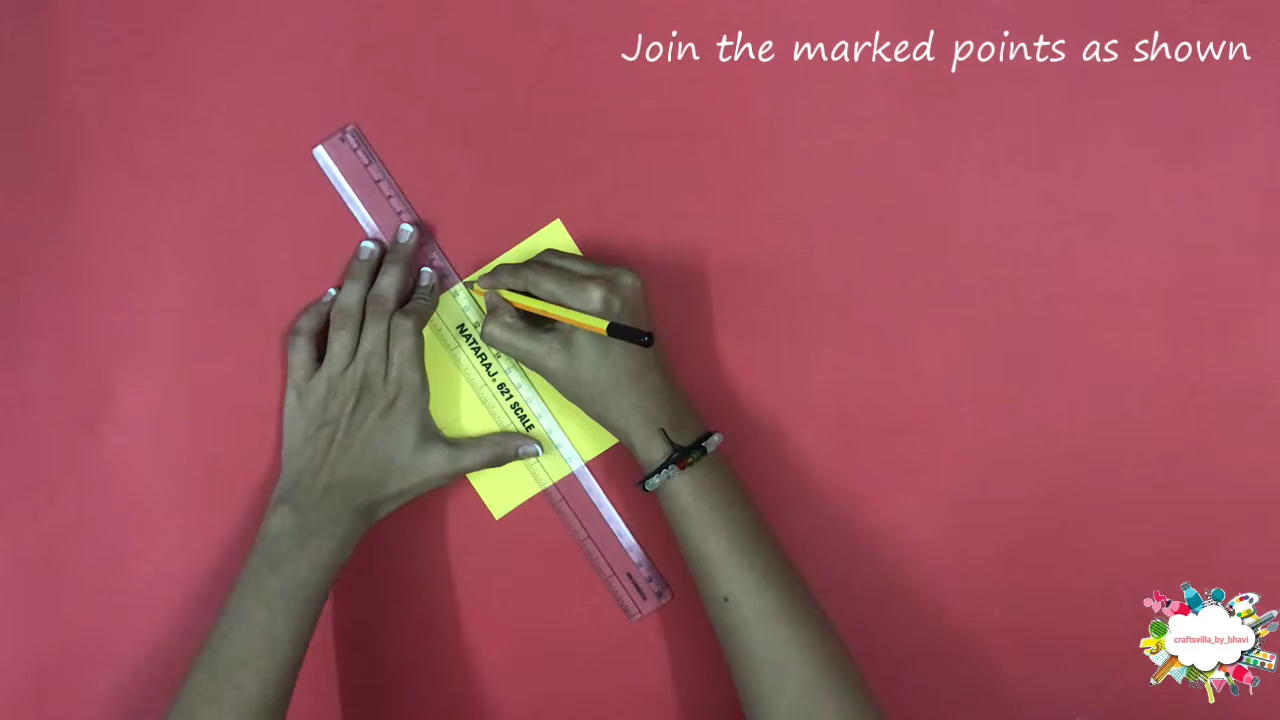 Join the marked points as shown
NATARAJ 621 SCALE
craftsvilla_by_bhavi